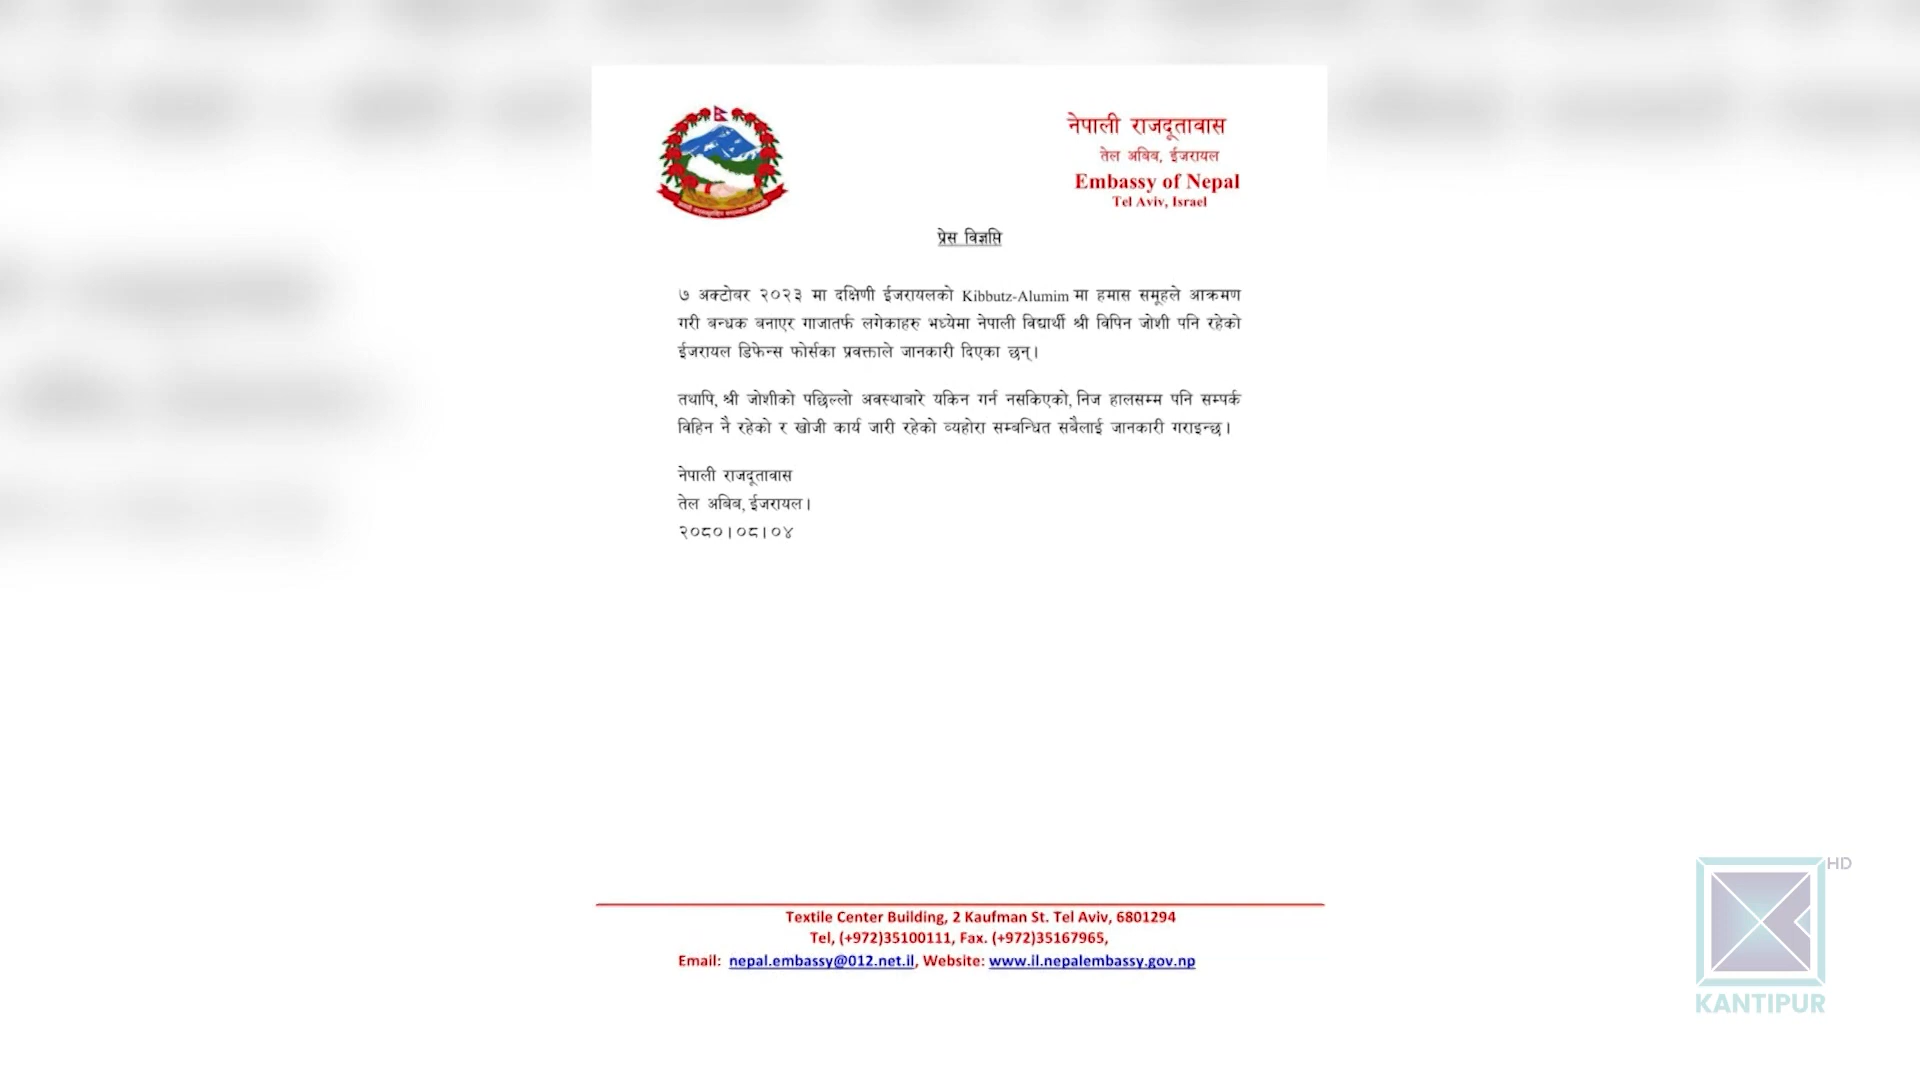 नेपाली राजदूतावास
तेल अबिब, ईजरायल
Embassy of Nepal
Tel Aviv, Israel
प्रेस विज्ञप्ति
७ अक्टोबर २०२३ मा दक्षिणी ईजरायलको Kibbutz-Alumim मा हमास समूहले आक्रमण
गरी बन्धक बनाएर गाजातर्फ लगेकाहरु मध्येमा नेपाली विद्यार्थी श्री विपिन जोशी पनि रहेको
ईजरायल डिफेन्स फोर्सका प्रवक्ताले जानकारी दिएका छन्।
तथापि, श्री जोशीको पछिल्लो अवस्थाबारे यकिन गर्न नसकिएको, निज हालसम्म पनि सम्पर्क
विहिन नै रहेको र खोजी कार्य जारी रहेको व्यहोरा सम्बन्धित सबैलाई जानकारी गराइन्छ।
नेपाली राजदूतावास
तेल अबिब, ईजरायल।
२०८०।०८।०४
Textile Center Building, 2 Kaufman St. Tel Aviv, 6801294
Tel, (+972)35100111, Fax. (+972)35167965,
Email: nepal.embassy@012.net.il, Website: www.il.nepalembassy.gov.np
HD
KANTIPUR